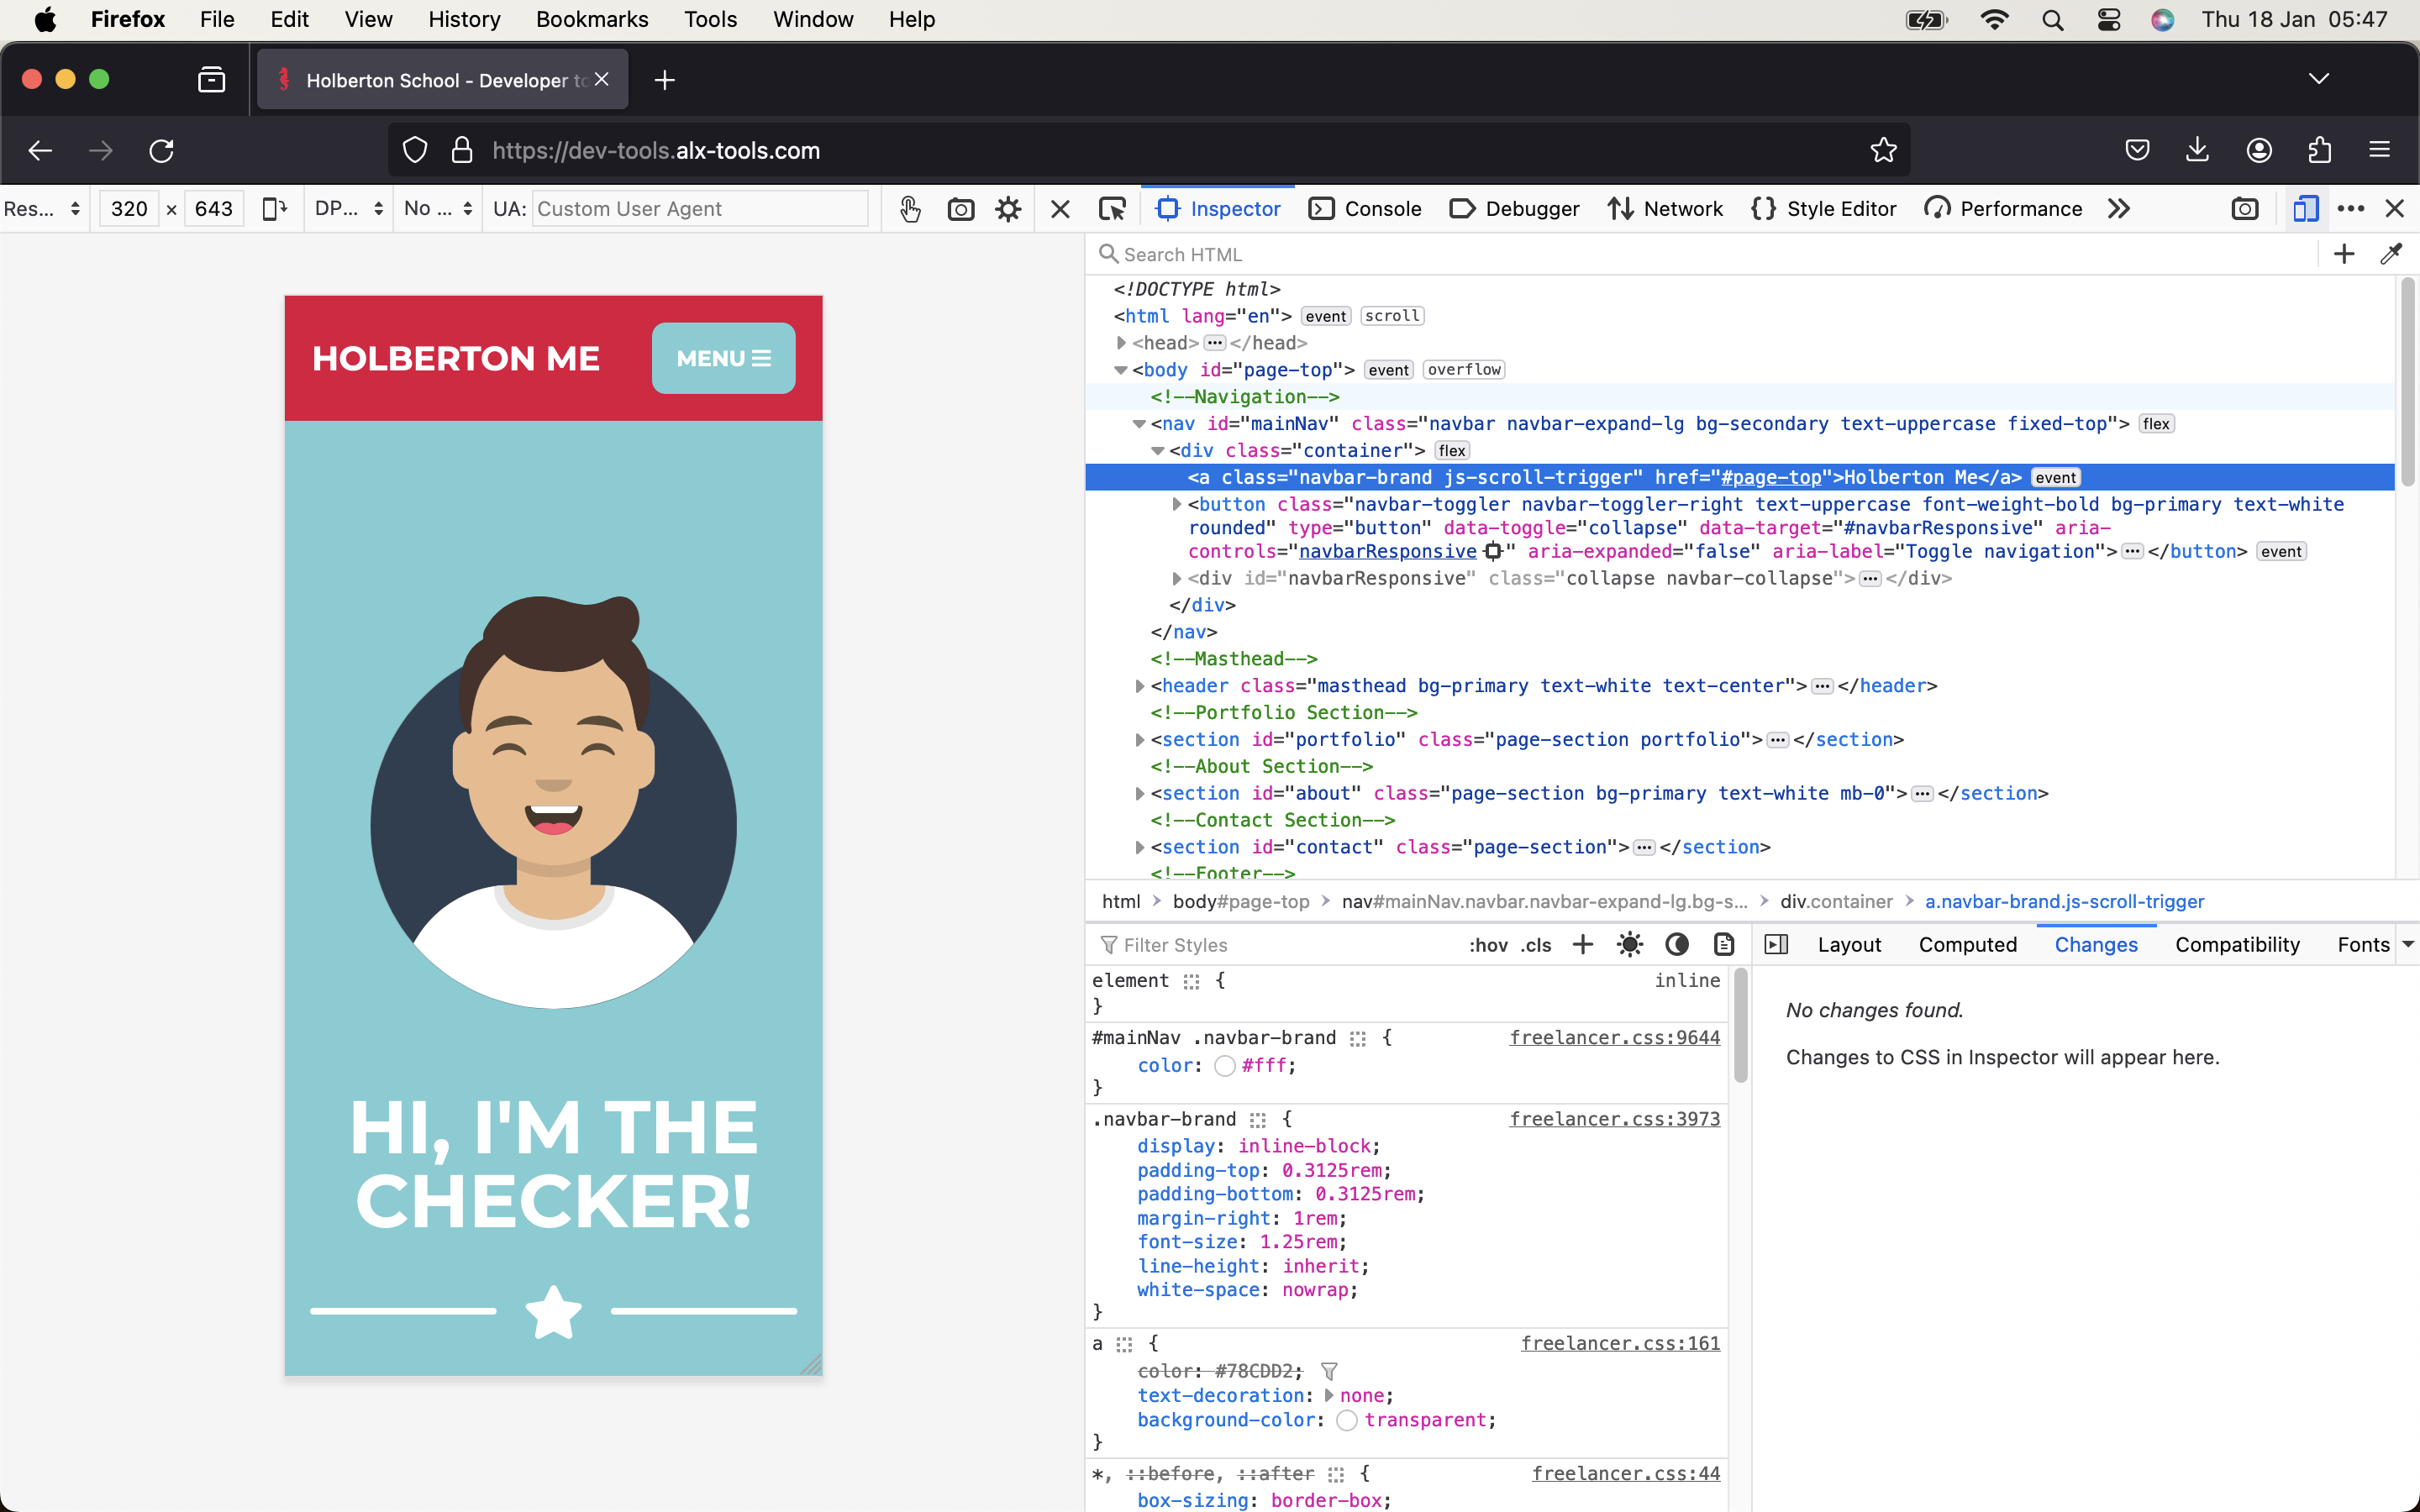 Firefox File Edit View History Bookmarks Tools Window Help Thu 18 Jan 05:47
Holberton School - Developer to
https://dev-tools.alx-tools.com
Res... 320 x 643 DP... No ... UA: Custom User Agent
Inspector Console Debugger Network Style Editor Performance
HOLBERTON ME
MENU
HI, I'M THE
CHECKER!
Search HTML
<!DOCTYPE html>
<html lang="en"> event scroll
<head> ... </head>
<body id="page-top"> event overflow
<!--Navigation-->
<nav id="mainNav" class="navbar navbar-expand-lg bg-secondary text-uppercase fixed-top"> flex
<div class="container"> flex
<a class="navbar-brand js-scroll-trigger" href="#page-top">Holberton Me</a> event
<button class="navbar-toggler navbar-toggler-right text-uppercase font-weight-bold bg-primary text-white
rounded" type="button" data-toggle="collapse" data-target="#navbarResponsive" aria-
controls="navbarResponsive" aria-expanded="false" aria-label="Toggle navigation"> ... </button> event
<div id="navbarResponsive" class="collapse navbar-collapse"> ... </div>
</div>
</nav>
<!--Masthead-->
<header class="masthead bg-primary text-white text-center"> ... </header>
<!--Portfolio Section-->
<section id="portfolio" class="page-section portfolio"> ... </section>
<!--About Section-->
<section id="about" class="page-section bg-primary text-white mb-0"> ... </section>
<!--Contact Section-->
<section id="contact" class="page-section"> ... </section>
<!--Footer-->
html > body#page-top > nav#mainNav.navbar.navbar-expand-lg.bg-s... > div.container > a.navbar-brand.js-scroll-trigger
Filter Styles :hov .cls +
element { inline
}
#mainNav .navbar-brand { freelancer.css:9644
color: #fff;
}
.navbar-brand { freelancer.css:3973
display: inline-block;
padding-top: 0.3125rem;
padding-bottom: 0.3125rem;
margin-right: 1rem;
font-size: 1.25rem;
line-height: inherit;
white-space: nowrap;
}
a { freelancer.css:161
color: #78CDD2;
text-decoration: none;
background-color: transparent;
}
*, ::before, ::after { freelancer.css:44
box-sizing: border-box;
Layout Computed Changes Compatibility Fonts
No changes found.
Changes to CSS in Inspector will appear here.